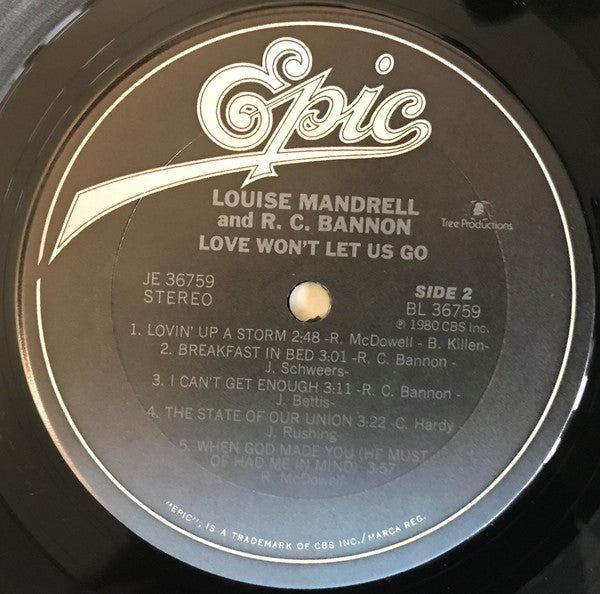 Epic
LOUISE MANDRELL
and R. C. BANNON
LOVE WON'T LET US GO
Tree Productions
JE 36759
STEREO
SIDE 2
BL 36759
℗ 1980 CBS Inc.
1. LOVIN' UP A STORM 2:48 -R. McDowell - B. Killen-
2. BREAKFAST IN BED 3:01 -R. C. Bannon -
J. Schweers-
3. I CAN'T GET ENOUGH 3:11 -R. C. Bannon -
J. Bettis-
4. THE STATE OF OUR UNION 3:22 -C. Hardy -
J. Rushing-
5. WHEN GOD MADE YOU (HE MUST
OF HAD ME IN MIND) 3:57
R. McDowell
"EPIC", IS A TRADEMARK OF CBS INC./MARCA REG.